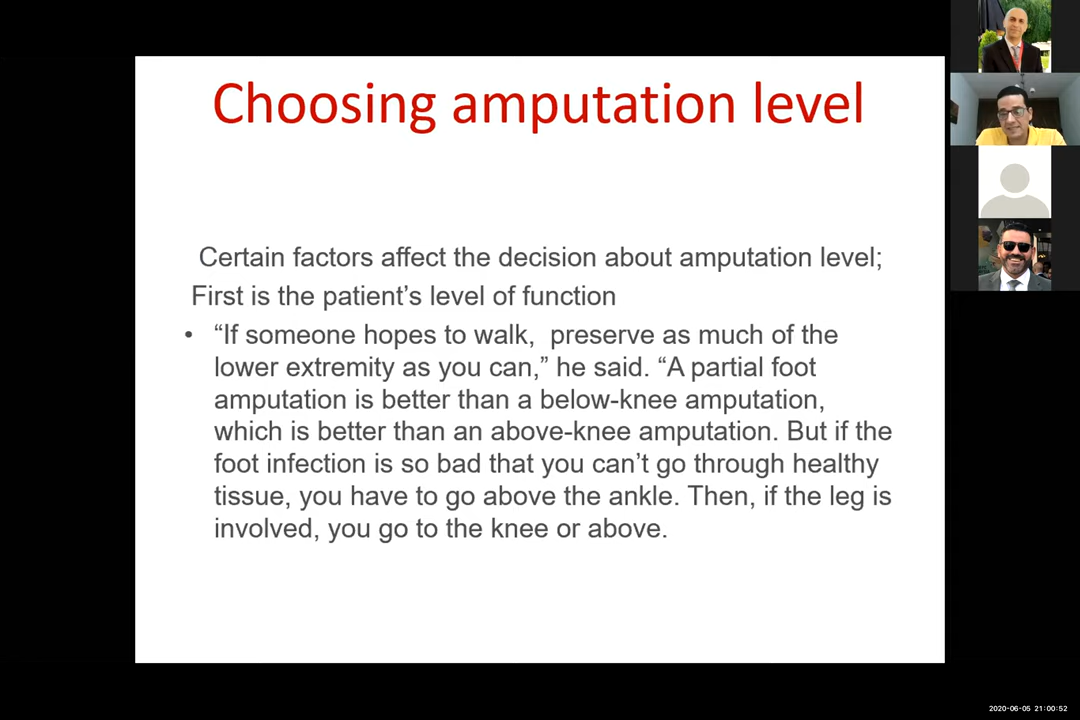 Choosing amputation level
Certain factors affect the decision about amputation level;
First is the patient’s level of function
• “If someone hopes to walk,  preserve as much of the
lower extremity as you can,” he said. “A partial foot
amputation is better than a below-knee amputation,
which is better than an above-knee amputation. But if the
foot infection is so bad that you can’t go through healthy
tissue, you have to go above the ankle. Then, if the leg is
involved, you go to the knee or above.
2020-06-05 21:00:52